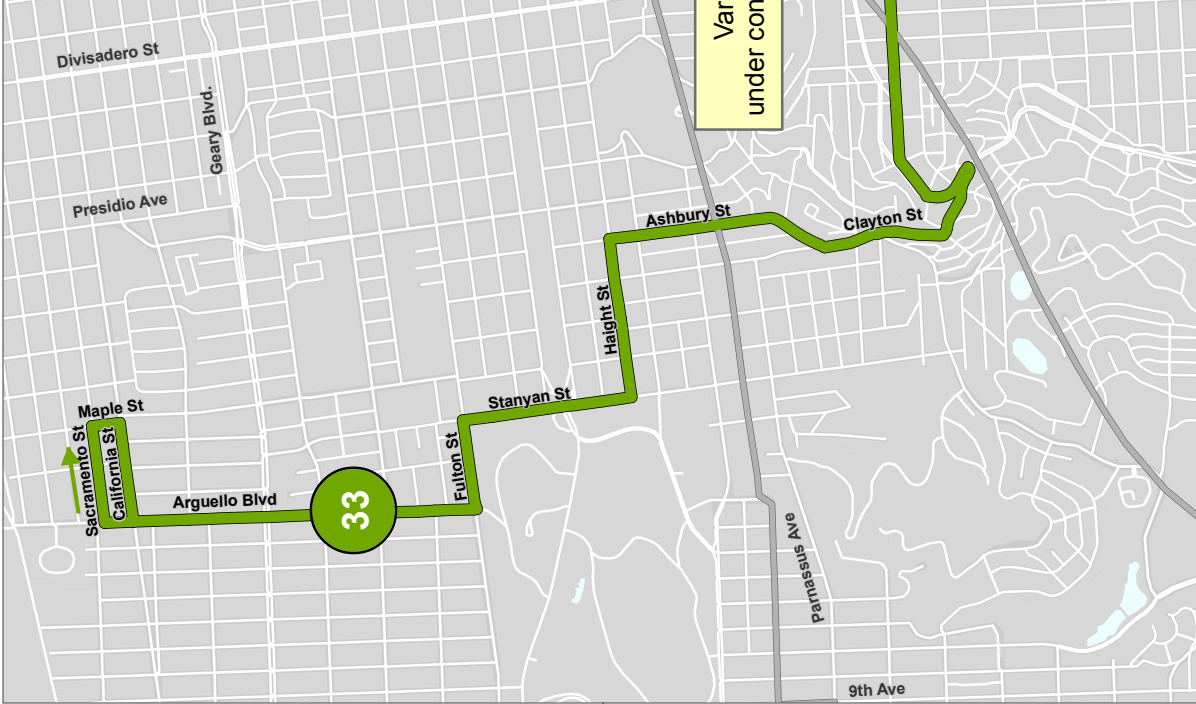 Var
under con
Divisadero St
Geary Blvd.
Presidio Ave
Ashbury St
Clayton St
Haight St
Stanyan St
Maple St
Sacramento St
California St
Fulton St
Arguello Blvd
33
Parnassus Ave
9th Ave